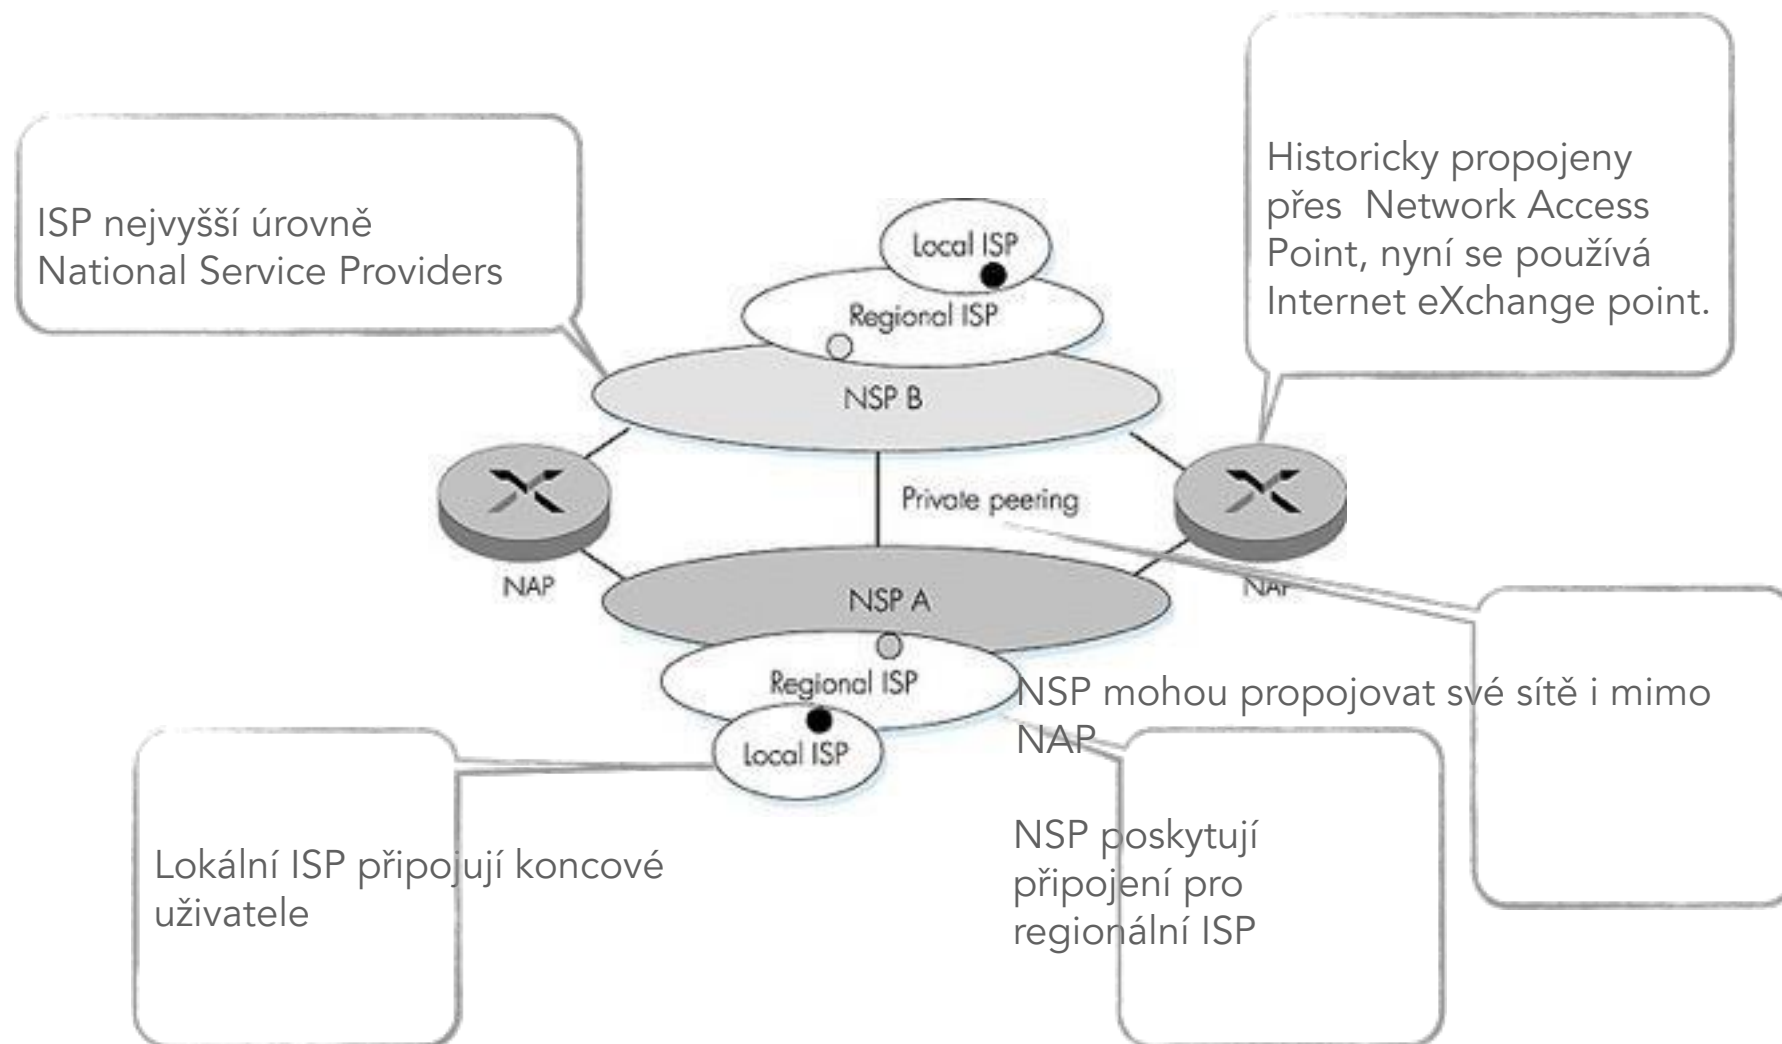 Historicky propojeny
přes  Network Access
Point, nyní se používá
Internet eXchange point.
ISP nejvyšší úrovně
National Service Providers
Local ISP
Regional ISP
NSP B
Private peering
NAP
NAP
NSP A
Regional ISP
Local ISP
NSP mohou propojovat své sítě i mimo
NAP
NSP poskytují
připojení pro
regionální ISP
Lokální ISP připojují koncové
uživatele